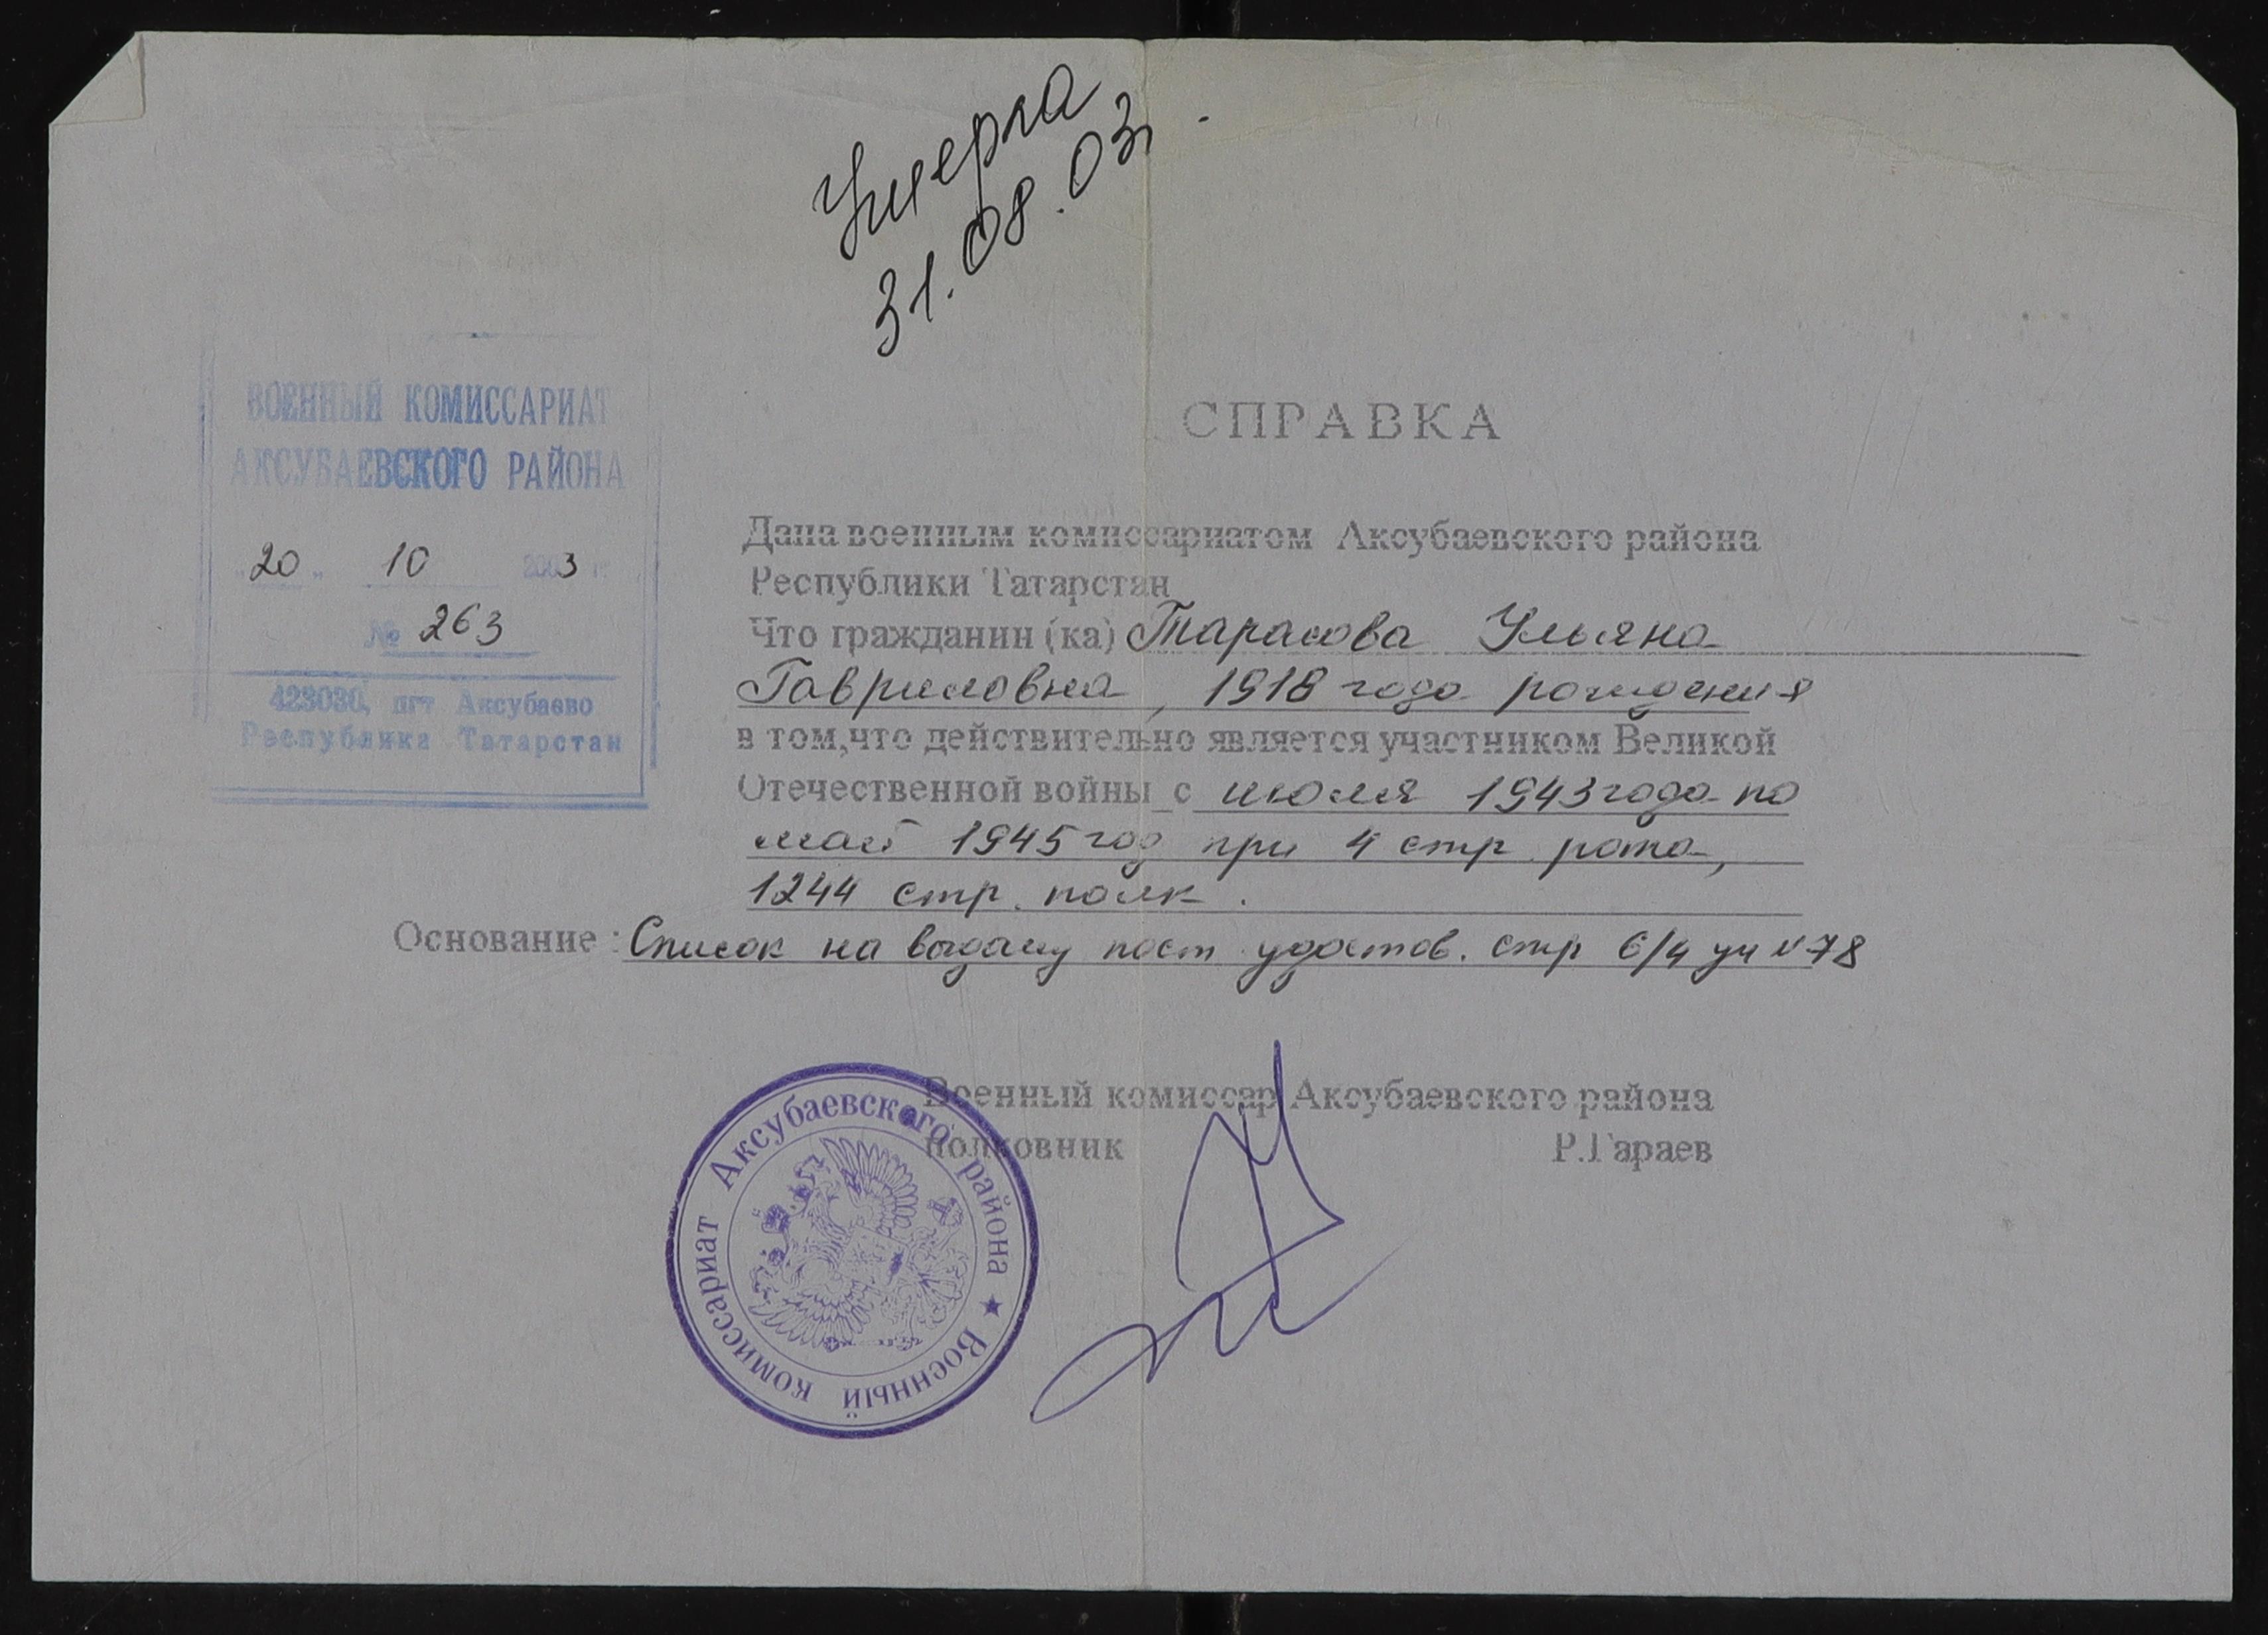 Умерла
31.08.03г.
ВОЕННЫЙ КОМИССАРИАТ
АКСУБАЕВСКОГО РАЙОНА
"20" 10 2003 г.
№ 263
423030, пгт Аксубаево
Республика Татарстан
СПРАВКА
Дана военным комиссариатом Аксубаевского района
Республики Татарстан
Что гражданин (ка) Тарасова Ульяна
Гавриловна, 1918 года рождения
в том,что действительно является участником Великой
Отечественной войны с июля 1943 года по
май 1945 год при 4 стр. рота,
1244 стр. полк.
Основание : Список на выдачу пост удостов. стр 6/4 уч №78
Военный комиссар Аксубаевского района
полковник Р.Гараев
Военный комиссариат Аксубаевского района ★